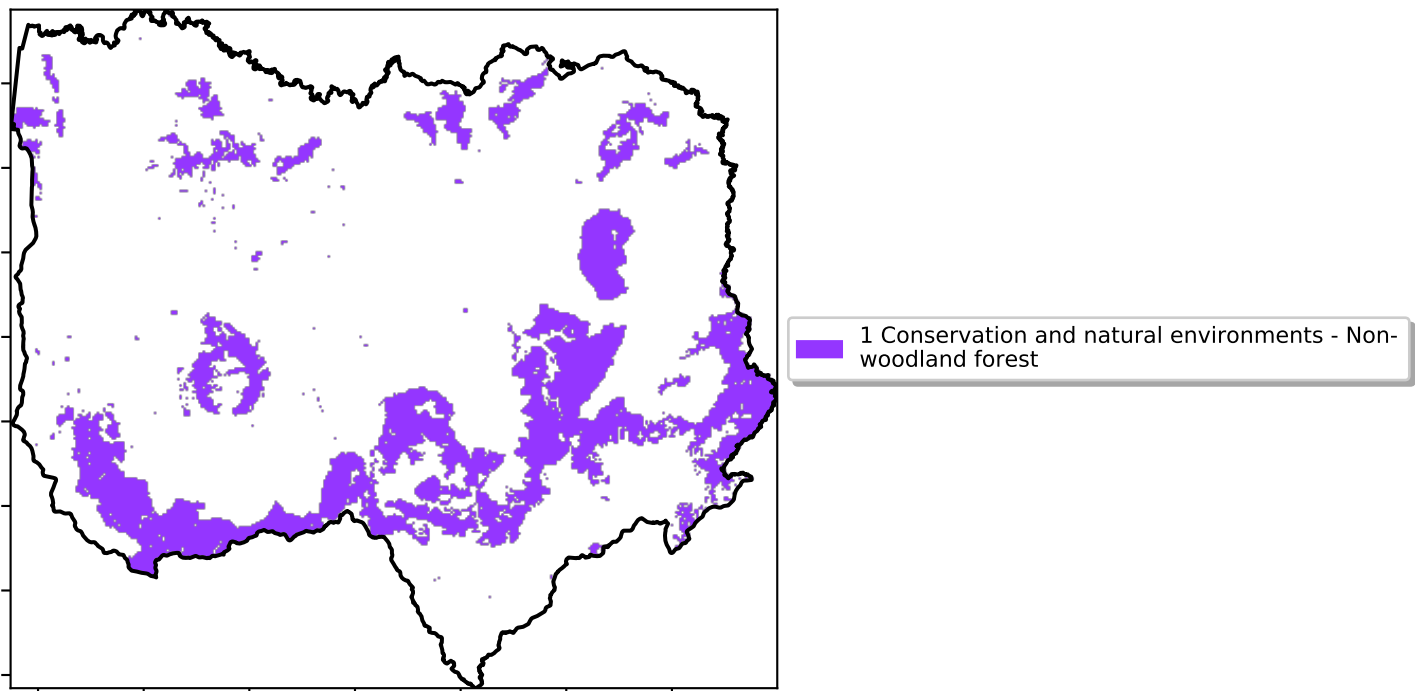 1 Conservation and natural environments - Non-
woodland forest